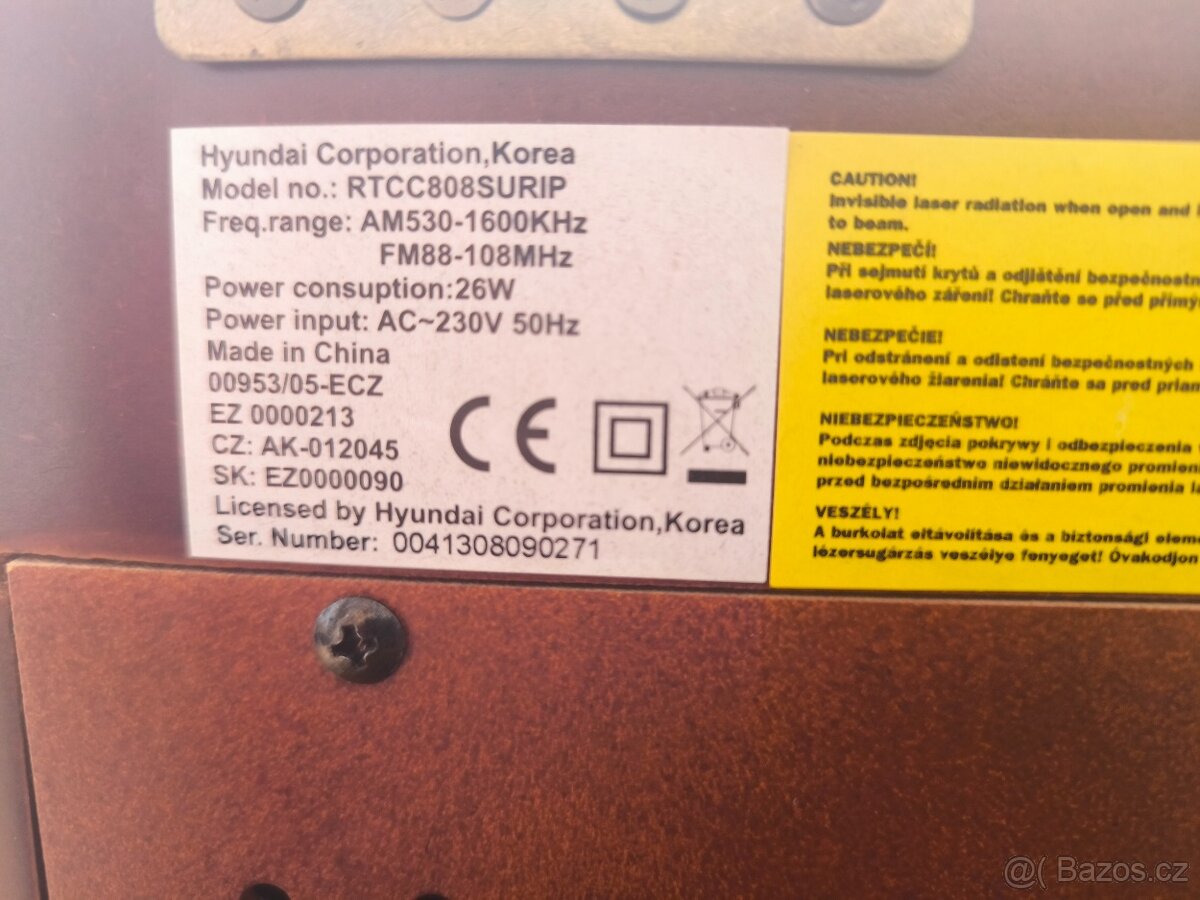 Hyundai Corporation,Korea
Model no.: RTCC808SURIP
Freq.range: AM530-1600KHz
FM88-108MHz
Power consuption:26W
Power input: AC~230V 50Hz
Made in China
00953/05-ECZ
EZ 0000213
CZ: AK-012045
SK: EZ0000090
Licensed by Hyundai Corporation,Korea
Ser. Number: 0041308090271
CE
CAUTION!
Invisible laser radiation when open and
to beam.
NEBEZPEČÍ!
Při sejmutí krytů a odjištění bezpečnostn
laserového záření! Chraňte se před přímý
NEBEZPEČIE!
Pri odstránení a odistení bezpečnostných
laserového žiarenia! Chráňte sa pred prian
NIEBEZPIECZEŃSTWO!
Podczas zdjęcia pokrywy i odbezpieczenia
niebezpieczeństwo niewidocznego promien
przed bezpośrednim działaniem promienia la
VESZÉLY!
A burkolat eltávolítása és a biztonsági eleme
lézersugárzás veszélye fenyeget! Óvakodjon
@( Bazos.cz